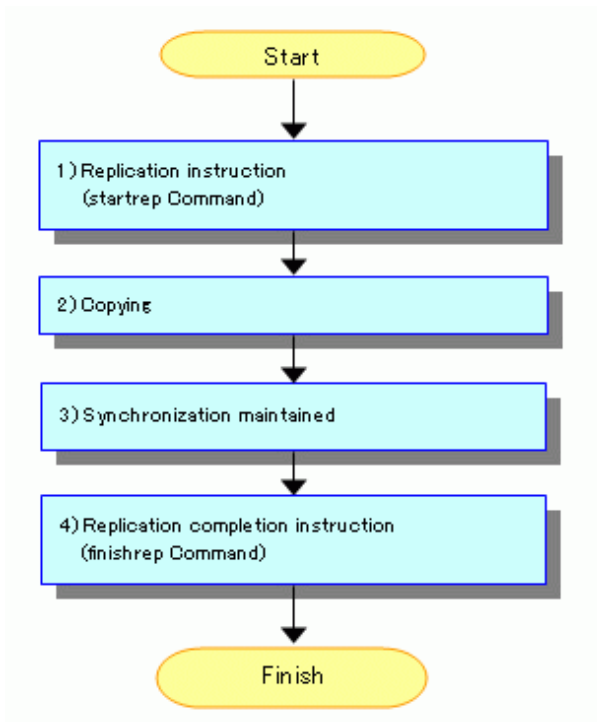 Start
1) Replication instruction
(startrep Command)
2) Copying
3) Synchronization maintained
4) Replication completion instruction
(finishrep Command)
Finish